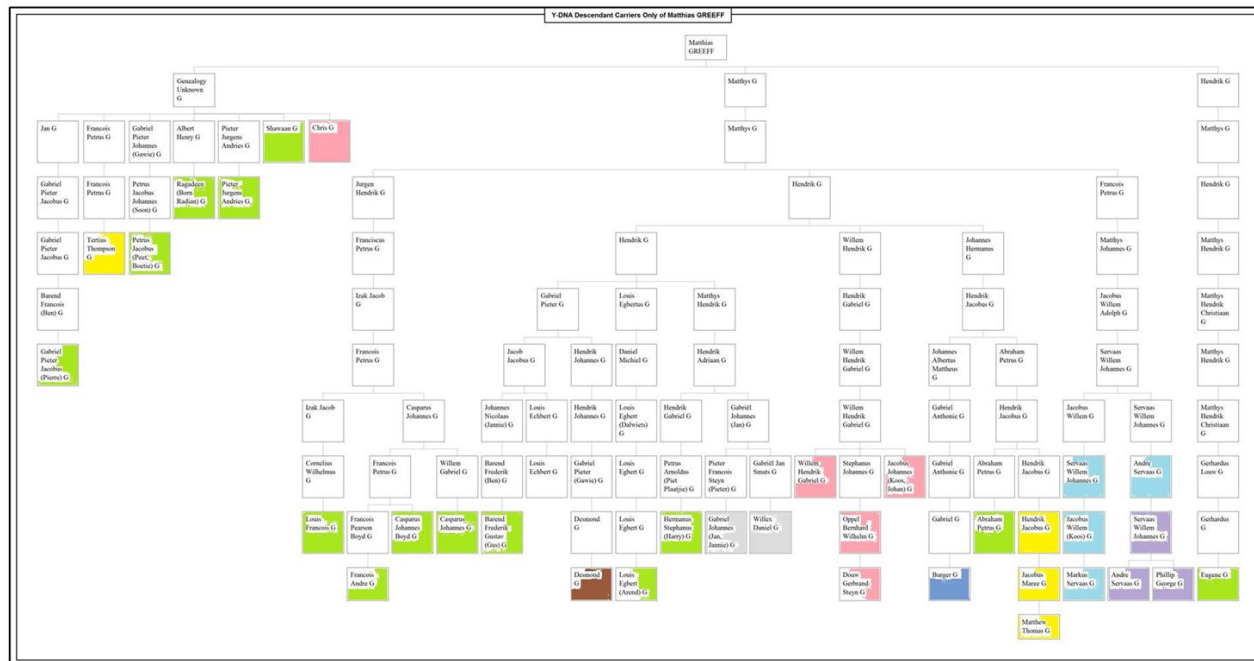 Y-DNA Descendant Carriers Only of Matthias GREEFF
Matthias
GREEFF
Genealogy
Unknown
G
Matthys G
Hendrik G
Jan G
Francois
Petrus G
Gabriel
Pieter
Johannes
(Gawie) G
Albert
Henry G
Pieter
Jurgens
Andries G
Shavaan G
Chris G
Matthys G
Matthys G
Gabriel
Pieter
Jacobus G
Francois
Petrus G
Petrus
Jacobus
Johannes
(Soon) G
Ragadeen
(Born
Radian) G
Pieter
Jurgens
Andries G
Jurgen
Hendrik G
Hendrik G
Francois
Petrus G
Hendrik G
Gabriel
Pieter
Jacobus G
Tertius
Thompson
G
Petrus
Jacobus
(Peet,
Boetie) G
Franciscus
Petrus G
Hendrik G
Willem
Hendrik G
Johannes
Hermanus
G
Matthys
Johannes G
Matthys
Hendrik G
Barend
Francois
(Ben) G
Izak Jacob
G
Gabriel
Pieter G
Louis
Egbertus G
Matthys
Hendrik G
Hendrik
Gabriel G
Hendrik
Jacobus G
Jacobus
Willem
Adolph G
Matthys
Hendrik
Christiaan
G
Gabriel
Pieter
Jacobus
(Pierre) G
Francois
Petrus G
Jacob
Jacobus G
Hendrik
Johannes G
Daniel
Michiel G
Hendrik
Adriaan G
Willem
Hendrik
Gabriel G
Johannes
Albertus
Mattheus
G
Abraham
Petrus G
Servaas
Willem
Johannes G
Matthys
Hendrik G
Izak Jacob
G
Casparus
Johannes G
Johannes
Nicolaas
(Jannie) G
Louis
Echbert G
Hendrik
Johannes G
Louis
Egbert
(Dalwiets)
G
Hendrik
Gabriel G
Gabriël
Johannes
(Jan) G
Willem
Hendrik
Gabriel G
Gabriel
Anthonie G
Hendrik
Jacobus G
Jacobus
Willem G
Servaas
Willem
Johannes G
Matthys
Hendrik
Christiaan
G
Cornelius
Wilhelmus
G
Francois
Petrus G
Willem
Gabriel G
Barend
Frederik
(Ben) G
Louis
Echbert G
Gabriel
Pieter
(Gawie) G
Louis
Egbert G
Petrus
Arnoldus
(Piet
Plaatjie) G
Pieter
Francois
Steyn
(Pieter) G
Gabriël Jan
Smuts G
Willem
Hendrik
Gabriel G
Stephanus
Johannes G
Jacobus
Johannes
(Koos,
Johan) G
Gabriel
Anthonie G
Abraham
Petrus G
Hendrik
Jacobus G
Servaas
Willem
Johannes G
Andre
Servaas G
Gerhardus
Louw G
Louis
Francois G
Francois
Pearson
Boyd G
Casparus
Johannes
Boyd G
Casparus
Johannes G
Barend
Frederik
Gustav
(Gus) G
Desmond
G
Louis
Egbert G
Hermanus
Stephanus
(Harry) G
Gabriel
Johannes
(Jan,
Jannie) G
Willex
Daniel G
Oppel
Bernhard
Wilhelm G
Gabriel G
Abraham
Petrus G
Hendrik
Jacobus G
Jacobus
Willem
(Koos) G
Servaas
Willem
Johannes G
Gerhardus
G
Francois
Andre G
Desmond
G
Louis
Egbert
(Arend) G
Douw
Gerbrand
Steyn G
Burger G
Jacobus
Maree G
Markus
Servaas G
Andre
Servaas G
Phillip
George G
Eugene G
Matthew
Thomas G